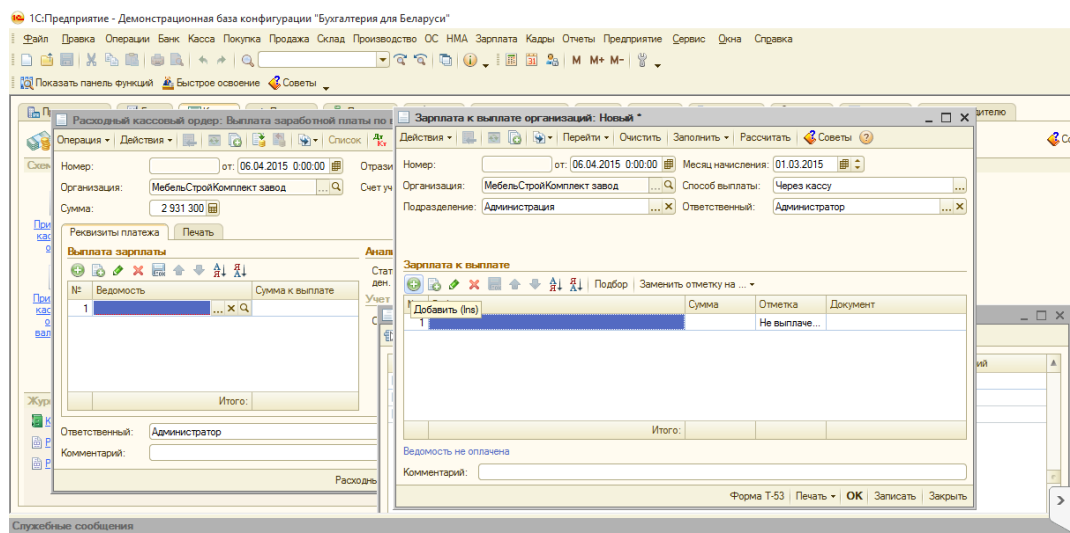 1С:Предприятие - Демонстрационная база конфигурации "Бухгалтерия для Беларуси"
Файл Правка Операции Банк Касса Покупка Продажа Склад Производство ОС НМА Зарплата Кадры Отчеты Предприятие Сервис Окна Справка
M M+ M-
Показать панель функций Быстрое освоение Советы
Расходный кассовый ордер: Выплата заработной платы по
Операция Действия Список
Номер: от: 06.04.2015 0:00:00
Организация: МебельСтройКомплект завод ... Счет уч
Сумма: 2 931 300
Реквизиты платежа Печать
Выплата зарплаты
Стат
ден.
№ Ведомость Сумма к выплате
Учет
1 ...
Итого:
Ответственный: Администратор
Комментарий:
Зарплата к выплате организаций: Новый *
Действия Перейти Очистить Заполнить Рассчитать Советы
Номер: от: 06.04.2015 0:00:00 Месяц начисления: 01.03.2015
Организация: МебельСтройКомплект завод ... Способ выплаты: Через кассу ...
Подразделение: Администрация ... Ответственный: Администратор ...
Зарплата к выплате
Подбор Заменить отметку на ...
Сумма Отметка Документ
Добавить (Ins)
1 Не выплаче...
Итого:
Ведомость не оплачена
Комментарий:
Форма Т-53 Печать OK Записать Закрыть
Служебные сообщения